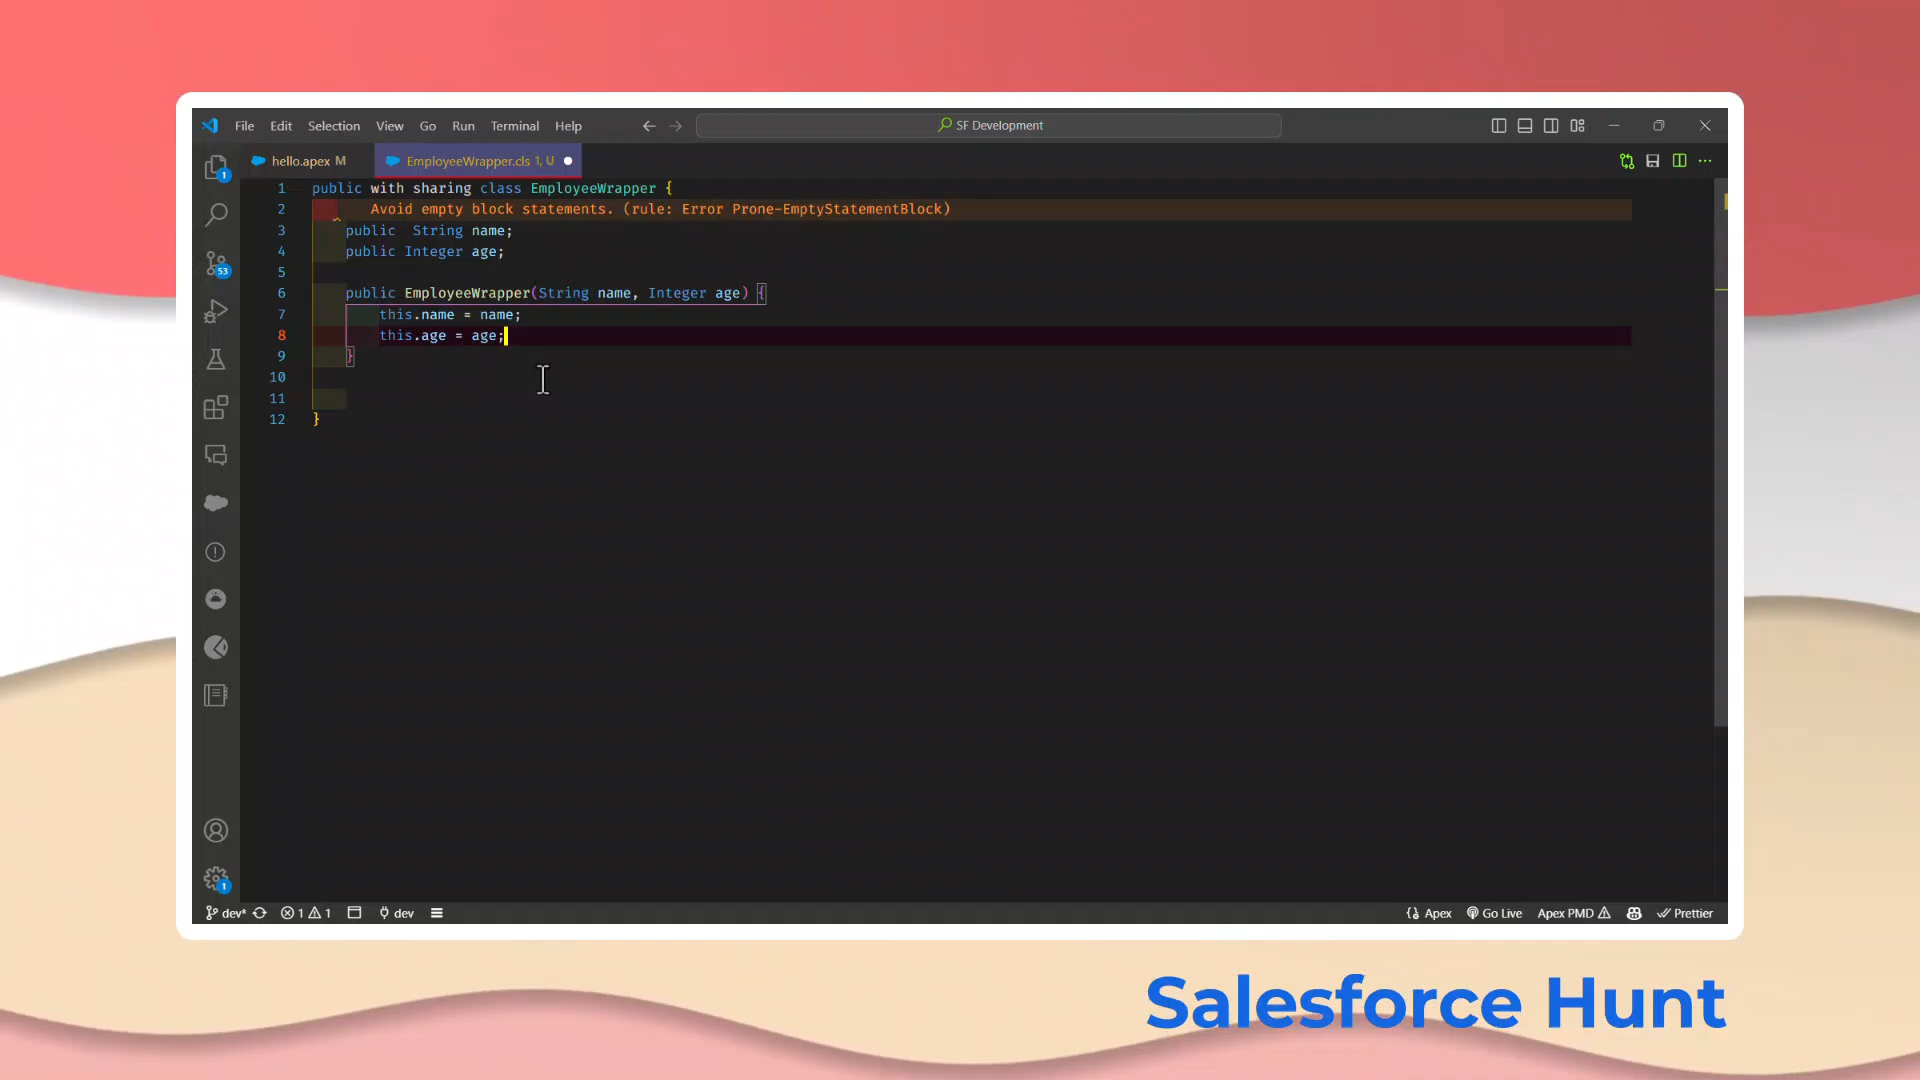 File Edit Selection View Go Run Terminal Help SF Development
hello.apex M EmployeeWrapper.cls 1, U
1 public with sharing class EmployeeWrapper {
2 Avoid empty block statements. (rule: Error Prone-EmptyStatementBlock)
3 public  String name;
4 public Integer age;
5
6 public EmployeeWrapper(String name, Integer age) {
7 this.name = name;
8 this.age = age;
9 }
10
11
12 }
1
53
1
dev* 1 1 dev Apex Go Live Apex PMD Prettier
Salesforce Hunt